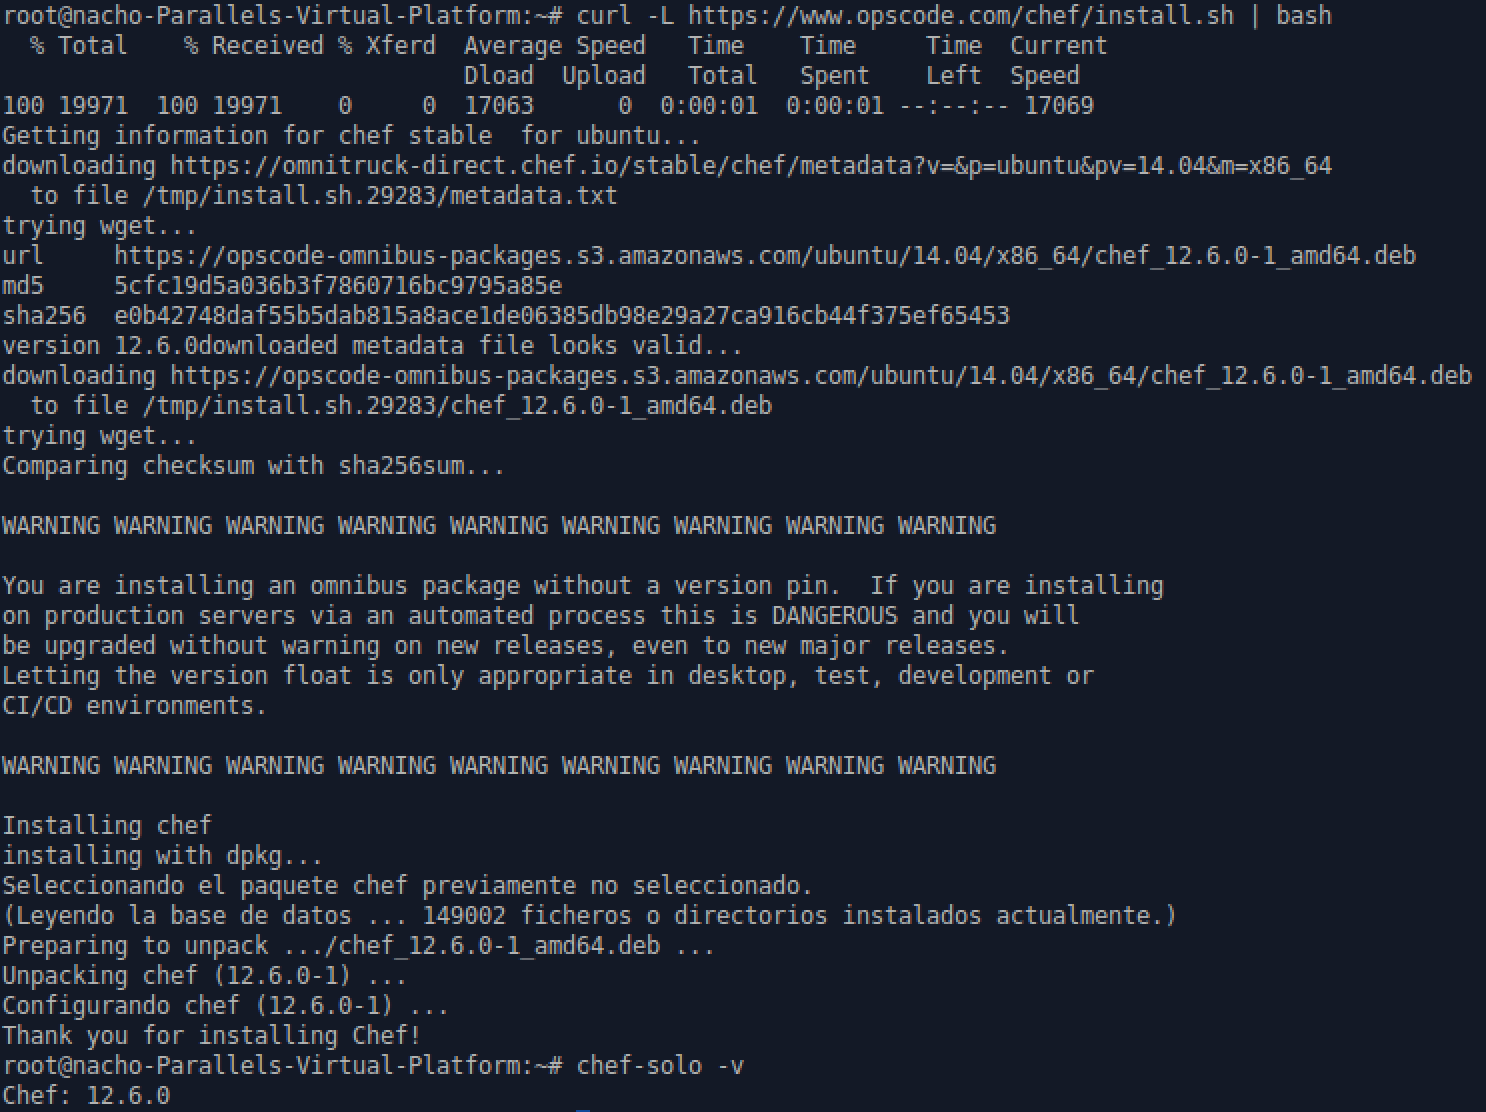 root@nacho-Parallels-Virtual-Platform:~# curl -L https://www.opscode.com/chef/install.sh | bash
  % Total    % Received % Xferd  Average Speed   Time    Time     Time  Current
                                 Dload  Upload   Total   Spent    Left  Speed
100 19971  100 19971    0     0  17063      0  0:00:01  0:00:01 --:--:-- 17069
Getting information for chef stable  for ubuntu...
downloading https://omnitruck-direct.chef.io/stable/chef/metadata?v=&p=ubuntu&pv=14.04&m=x86_64
  to file /tmp/install.sh.29283/metadata.txt
trying wget...
url     https://opscode-omnibus-packages.s3.amazonaws.com/ubuntu/14.04/x86_64/chef_12.6.0-1_amd64.deb
md5     5cfc19d5a036b3f7860716bc9795a85e
sha256  e0b42748daf55b5dab815a8ace1de06385db98e29a27ca916cb44f375ef65453
version 12.6.0downloaded metadata file looks valid...
downloading https://opscode-omnibus-packages.s3.amazonaws.com/ubuntu/14.04/x86_64/chef_12.6.0-1_amd64.deb
  to file /tmp/install.sh.29283/chef_12.6.0-1_amd64.deb
trying wget...
Comparing checksum with sha256sum...

WARNING WARNING WARNING WARNING WARNING WARNING WARNING WARNING WARNING

You are installing an omnibus package without a version pin.  If you are installing
on production servers via an automated process this is DANGEROUS and you will
be upgraded without warning on new releases, even to new major releases.
Letting the version float is only appropriate in desktop, test, development or
CI/CD environments.

WARNING WARNING WARNING WARNING WARNING WARNING WARNING WARNING WARNING

Installing chef
installing with dpkg...
Seleccionando el paquete chef previamente no seleccionado.
(Leyendo la base de datos ... 149002 ficheros o directorios instalados actualmente.)
Preparing to unpack .../chef_12.6.0-1_amd64.deb ...
Unpacking chef (12.6.0-1) ...
Configurando chef (12.6.0-1) ...
Thank you for installing Chef!
root@nacho-Parallels-Virtual-Platform:~# chef-solo -v
Chef: 12.6.0